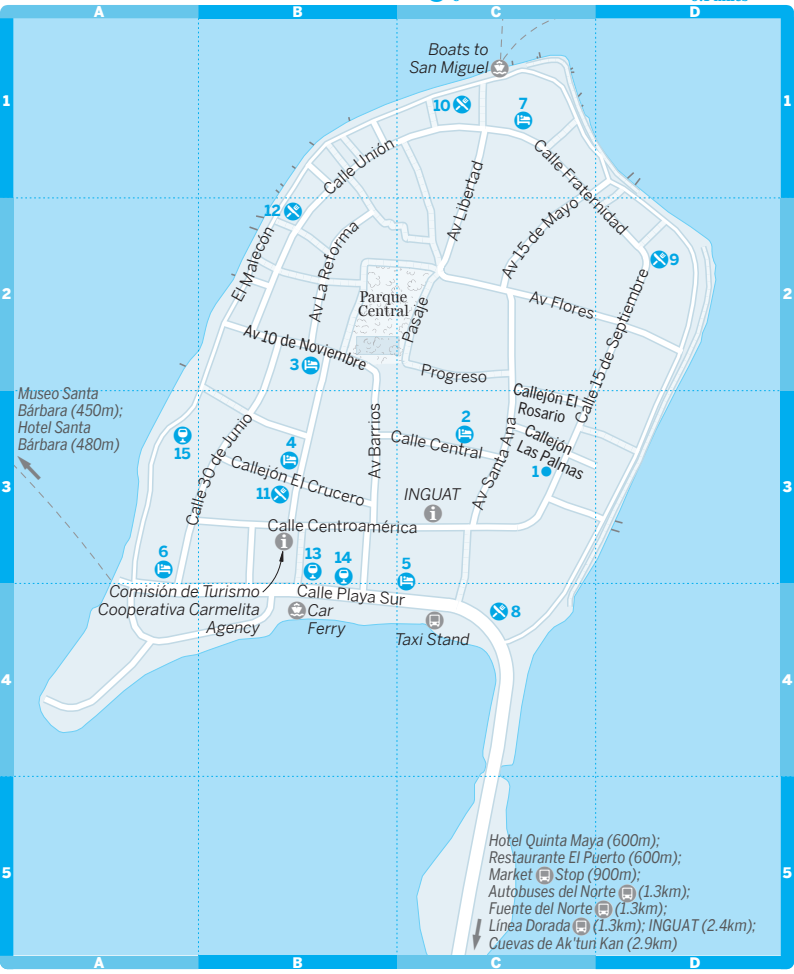 A
B
C
D
Boats to
San Miguel
1
1
10
7
Calle Unión
Calle Fraternidad
Av Libertad
Av 15 de Mayo
12
9
El Malecón
Av La Reforma
2
2
Parque
Central
Pasaje
Av Flores
Calle 15 de Septiembre
Av 10 de Noviembre
3
Progreso
Museo Santa
Bárbara (450m);
Hotel Santa
Bárbara (480m)
Callejón El
Rosario
2
Callejón
Las Palmas
15
4
Calle 30 de Junio
Av Barrios
Calle Central
Av Santa Ana
1
Callejón El Crucero
11
3
3
INGUAT
Calle Centroamérica
6
13
14
5
Comisión de Turismo
Cooperativa Carmelita
Agency
Calle Playa Sur
Car
Ferry
8
Taxi Stand
4
4
Hotel Quinta Maya (600m);
Restaurante El Puerto (600m);
Market Stop (900m);
Autobuses del Norte (1.3km);
Fuente del Norte (1.3km);
Línea Dorada (1.3km); INGUAT (2.4km);
Cuevas de Ak'tun Kan (2.9km)
5
5
A
B
C
D